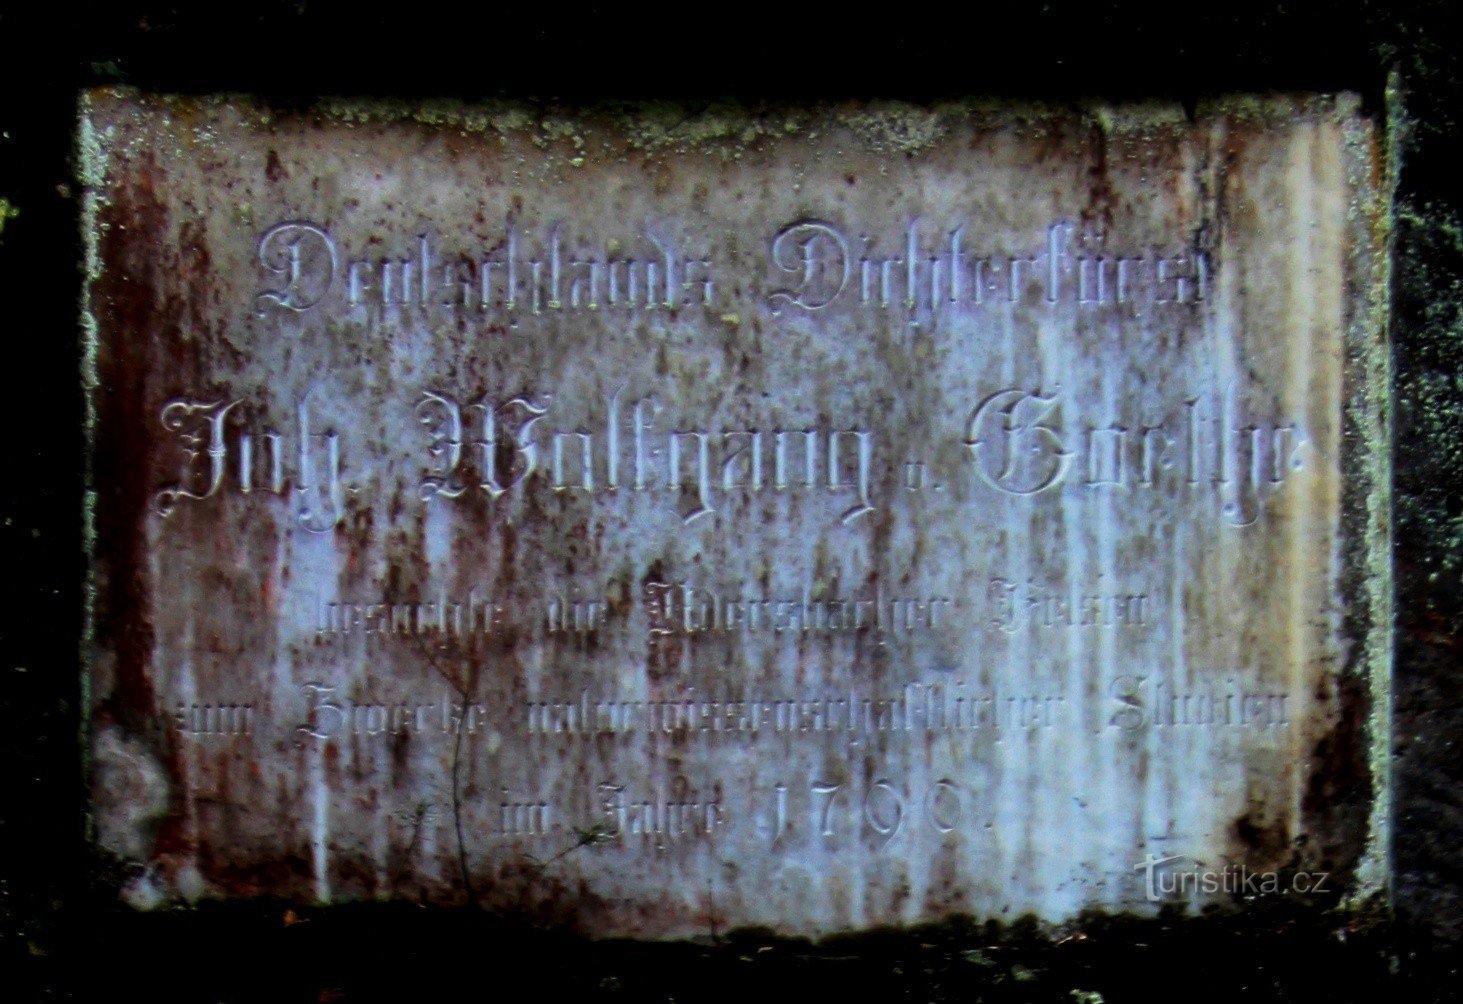 Deutschlands Dichterfürst
Joh. Wolfgang v. Goethe
besuchte die Adersbacher Felsen
zum Zwecke naturwissenschaftlicher Studien
im Jahre 1790.
Turistika.cz